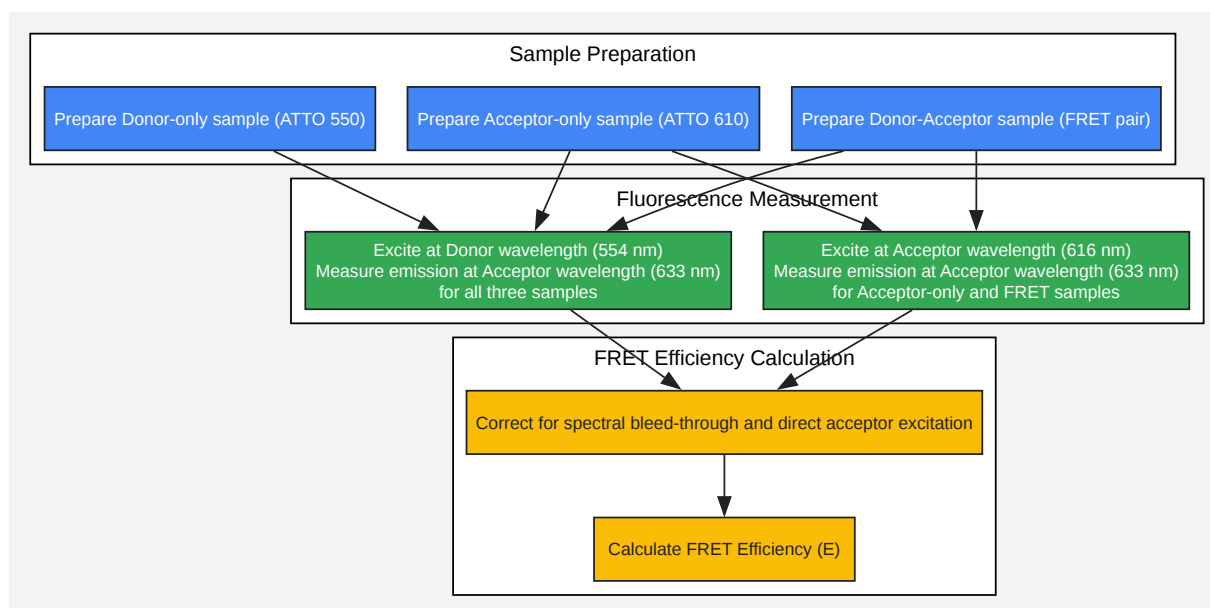 Sample Preparation
Prepare Donor-only sample (ATTO 550)
Prepare Acceptor-only sample (ATTO 610)
Prepare Donor-Acceptor sample (FRET pair)
Fluorescence Measurement
Excite at Donor wavelength (554 nm)
Measure emission at Acceptor wavelength (633 nm)
for all three samples
Excite at Acceptor wavelength (616 nm)
Measure emission at Acceptor wavelength (633 nm)
for Acceptor-only and FRET samples
FRET Efficiency Calculation
Correct for spectral bleed-through and direct acceptor excitation
Calculate FRET Efficiency (E)